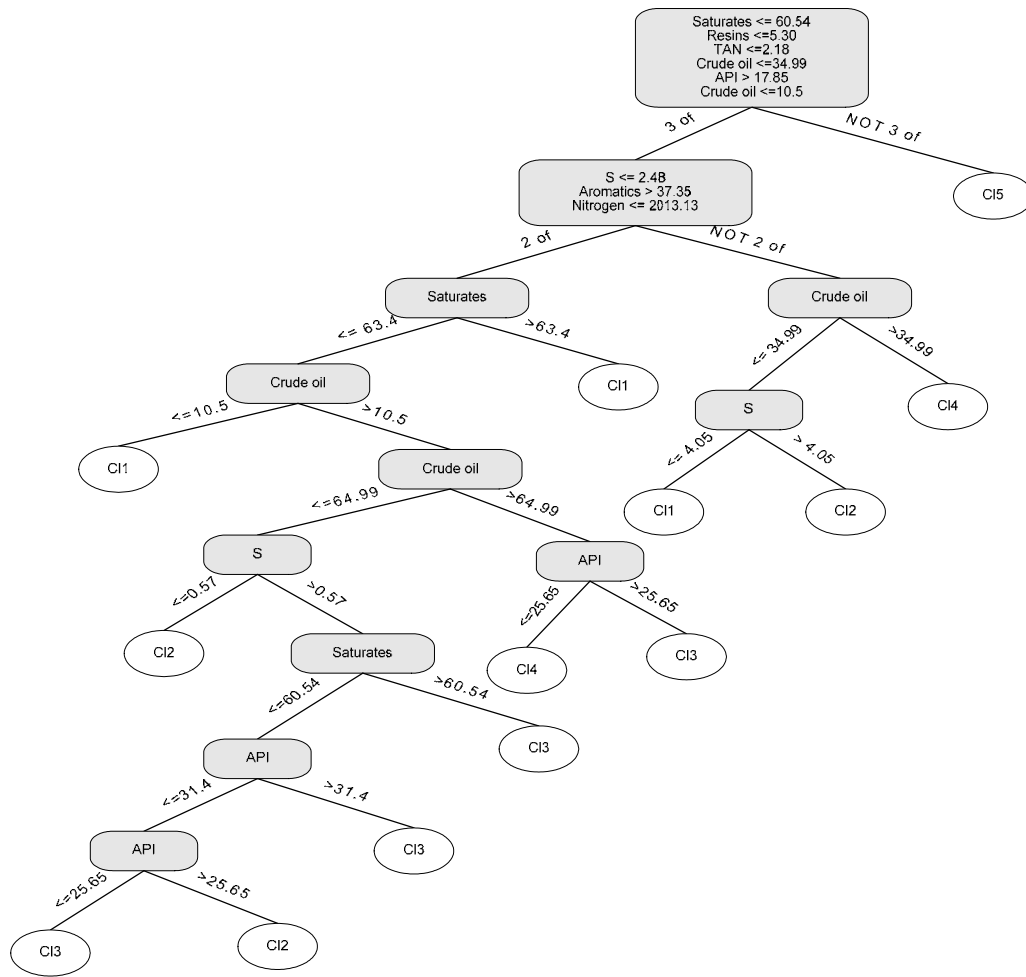 Saturates <= 60.54
Resins <=5.30
TAN <=2.18
Crude oil <=34.99
API > 17.85
Crude oil <=10.5
3 of
NOT 3 of
S <= 2.4B
Aromatics > 37.35
Nitrogen <= 2013.13
Cl5
2 of
NOT 2 of
Saturates
Crude oil
<= 63.4
>63.4
<= 34.99
>34.99
Crude oil
Cl1
S
Cl4
<=10.5
>10.5
<= 4.05
> 4.05
Cl1
Crude oil
Cl1
Cl2
<=64.99
>64.99
S
API
<=0.57
>0.57
<=25.65
>25.65
Cl2
Saturates
Cl4
Cl3
<=60.54
>60.54
API
Cl3
<=31.4
>31.4
API
Cl3
<=25.65
>25.65
Cl3
Cl2